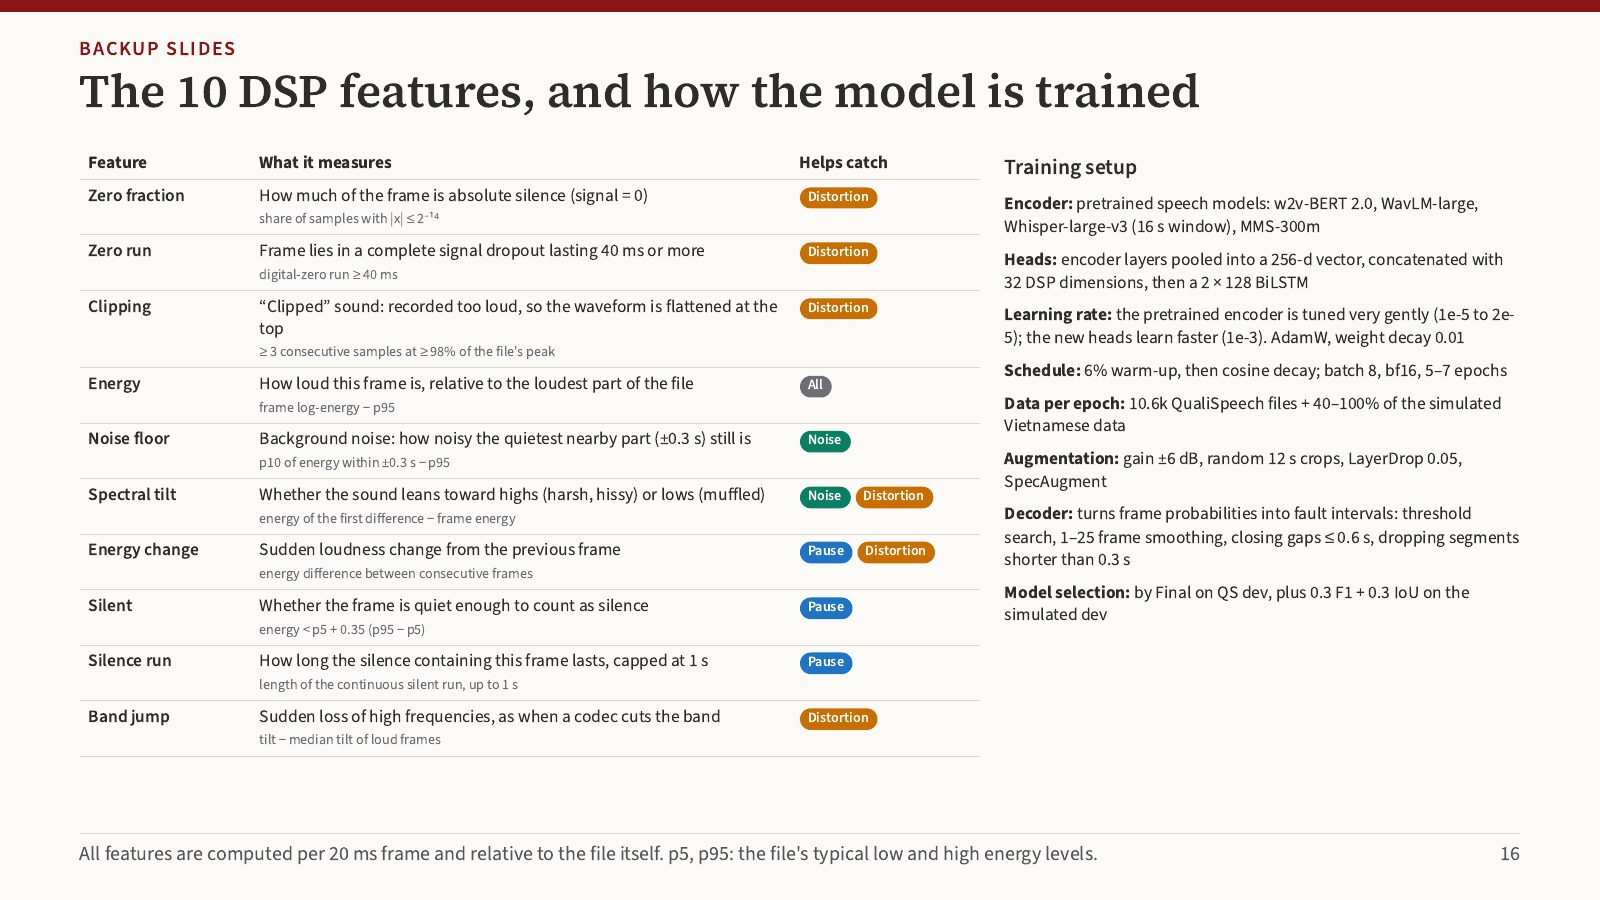 BACKUP SLIDES
The 10 DSP features, and how the model is trained
Feature What it measures Helps catch
Zero fraction How much of the frame is absolute silence (signal = 0) Distortion
share of samples with |x| ≤ 2⁻¹⁴
Zero run Frame lies in a complete signal dropout lasting 40 ms or more Distortion
digital-zero run ≥ 40 ms
Clipping “Clipped” sound: recorded too loud, so the waveform is flattened at the Distortion
top
≥ 3 consecutive samples at ≥ 98% of the file's peak
Energy How loud this frame is, relative to the loudest part of the file All
frame log-energy − p95
Noise floor Background noise: how noisy the quietest nearby part (±0.3 s) still is Noise
p10 of energy within ±0.3 s − p95
Spectral tilt Whether the sound leans toward highs (harsh, hissy) or lows (muffled) Noise Distortion
energy of the first difference − frame energy
Energy change Sudden loudness change from the previous frame Pause Distortion
energy difference between consecutive frames
Silent Whether the frame is quiet enough to count as silence Pause
energy < p5 + 0.35 (p95 − p5)
Silence run How long the silence containing this frame lasts, capped at 1 s Pause
length of the continuous silent run, up to 1 s
Band jump Sudden loss of high frequencies, as when a codec cuts the band Distortion
tilt − median tilt of loud frames
Training setup
Encoder: pretrained speech models: w2v-BERT 2.0, WavLM-large,
Whisper-large-v3 (16 s window), MMS-300m
Heads: encoder layers pooled into a 256-d vector, concatenated with
32 DSP dimensions, then a 2 × 128 BiLSTM
Learning rate: the pretrained encoder is tuned very gently (1e-5 to 2e-
5); the new heads learn faster (1e-3). AdamW, weight decay 0.01
Schedule: 6% warm-up, then cosine decay; batch 8, bf16, 5–7 epochs
Data per epoch: 10.6k QualiSpeech files + 40–100% of the simulated
Vietnamese data
Augmentation: gain ±6 dB, random 12 s crops, LayerDrop 0.05,
SpecAugment
Decoder: turns frame probabilities into fault intervals: threshold
search, 1–25 frame smoothing, closing gaps ≤ 0.6 s, dropping segments
shorter than 0.3 s
Model selection: by Final on QS dev, plus 0.3 F1 + 0.3 IoU on the
simulated dev
All features are computed per 20 ms frame and relative to the file itself. p5, p95: the file's typical low and high energy levels.
16